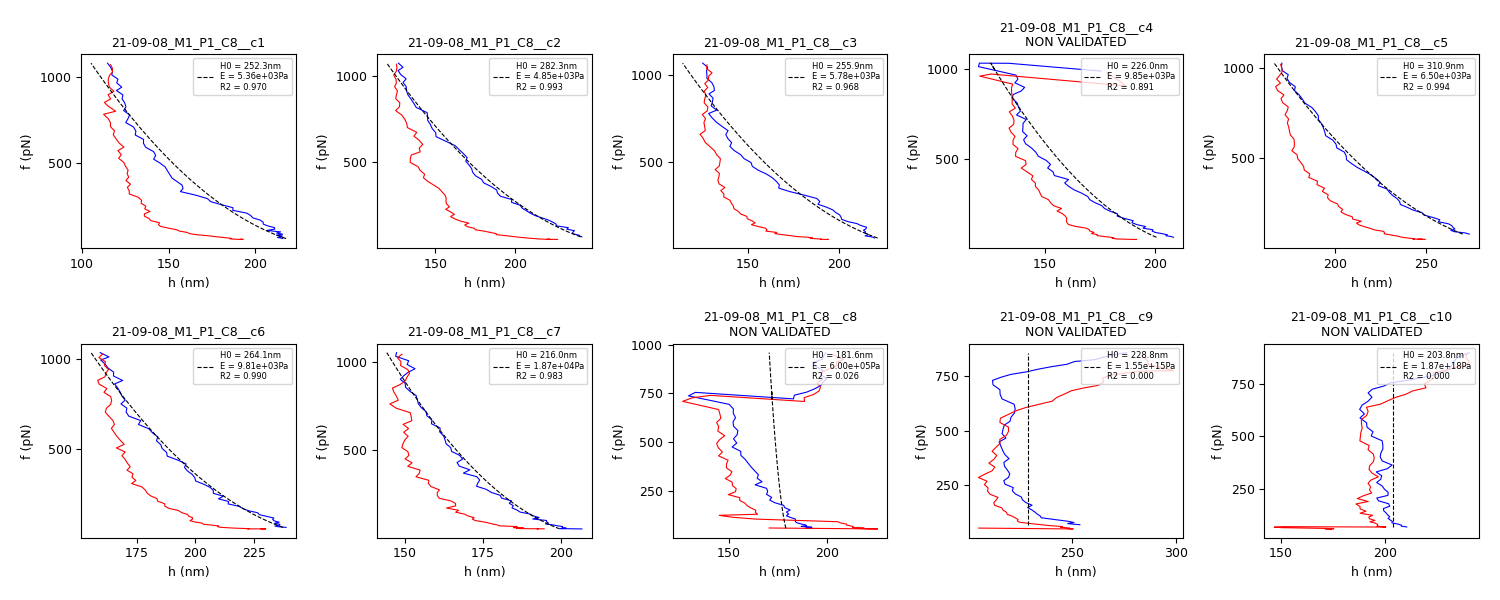 21-09-08_M1_P1_C8__c1
H0 = 252.3nm
E = 5.36e+03Pa
R2 = 0.970
1000
500
f (pN)
100 150 200
h (nm)
21-09-08_M1_P1_C8__c2
H0 = 282.3nm
E = 4.85e+03Pa
R2 = 0.993
1000
500
f (pN)
150 200
h (nm)
21-09-08_M1_P1_C8__c3
H0 = 255.9nm
E = 5.78e+03Pa
R2 = 0.968
1000
500
f (pN)
150 200
h (nm)
21-09-08_M1_P1_C8__c4
NON VALIDATED
H0 = 226.0nm
E = 9.85e+03Pa
R2 = 0.891
1000
500
f (pN)
150 200
h (nm)
21-09-08_M1_P1_C8__c5
H0 = 310.9nm
E = 6.50e+03Pa
R2 = 0.994
1000
500
f (pN)
200 250
h (nm)
21-09-08_M1_P1_C8__c6
H0 = 264.1nm
E = 9.81e+03Pa
R2 = 0.990
1000
500
f (pN)
175 200 225
h (nm)
21-09-08_M1_P1_C8__c7
H0 = 216.0nm
E = 1.87e+04Pa
R2 = 0.983
1000
500
f (pN)
150 175 200
h (nm)
21-09-08_M1_P1_C8__c8
NON VALIDATED
H0 = 181.6nm
E = 6.00e+05Pa
R2 = 0.026
1000
750
500
250
f (pN)
150 200
h (nm)
21-09-08_M1_P1_C8__c9
NON VALIDATED
H0 = 228.8nm
E = 1.55e+15Pa
R2 = 0.000
750
500
250
f (pN)
250 300
h (nm)
21-09-08_M1_P1_C8__c10
NON VALIDATED
H0 = 203.8nm
E = 1.87e+18Pa
R2 = 0.000
750
500
250
f (pN)
150 200
h (nm)